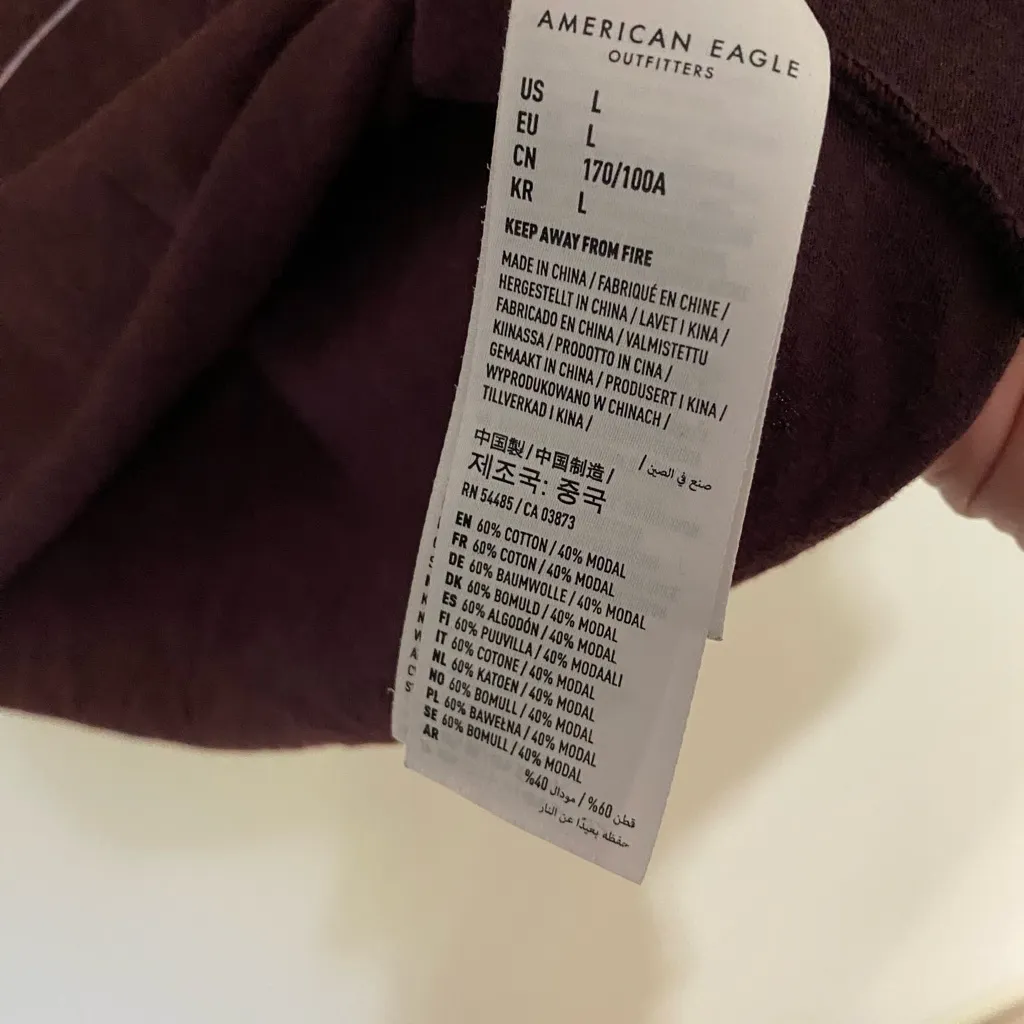 AMERICAN EAGLE
OUTFITTERS
US L
EU L
CN 170/100A
KR L
KEEP AWAY FROM FIRE
MADE IN CHINA / FABRIQUÉ EN CHINE /
HERGESTELLT IN CHINA / LAVET I KINA /
FABRICADO EN CHINA / VALMISTETTU
KIINASSA / PRODOTTO IN CINA /
GEMAAKT IN CHINA / PRODUSERT I KINA /
WYPRODUKOWANO W CHINACH /
TILLVERKAD I KINA /
صنع في الصين /
中国製 / 中国制造 /
제조국: 중국
RN 54485 / CA 03873
EN 60% COTTON / 40% MODAL
FR 60% COTON / 40% MODAL
DE 60% BAUMWOLLE / 40% MODAL
DK 60% BOMULD / 40% MODAL
ES 60% ALGODÓN / 40% MODAL
FI 60% PUUVILLA / 40% MODAALI
IT 60% COTONE / 40% MODAL
NL 60% KATOEN / 40% MODAL
NO 60% BOMULL / 40% MODAL
PL 60% BAWEŁNA / 40% MODAL
SE 60% BOMULL / 40% MODAL
AR
قطن 60% / مودال 40%
حفظه بعيدًا عن النار